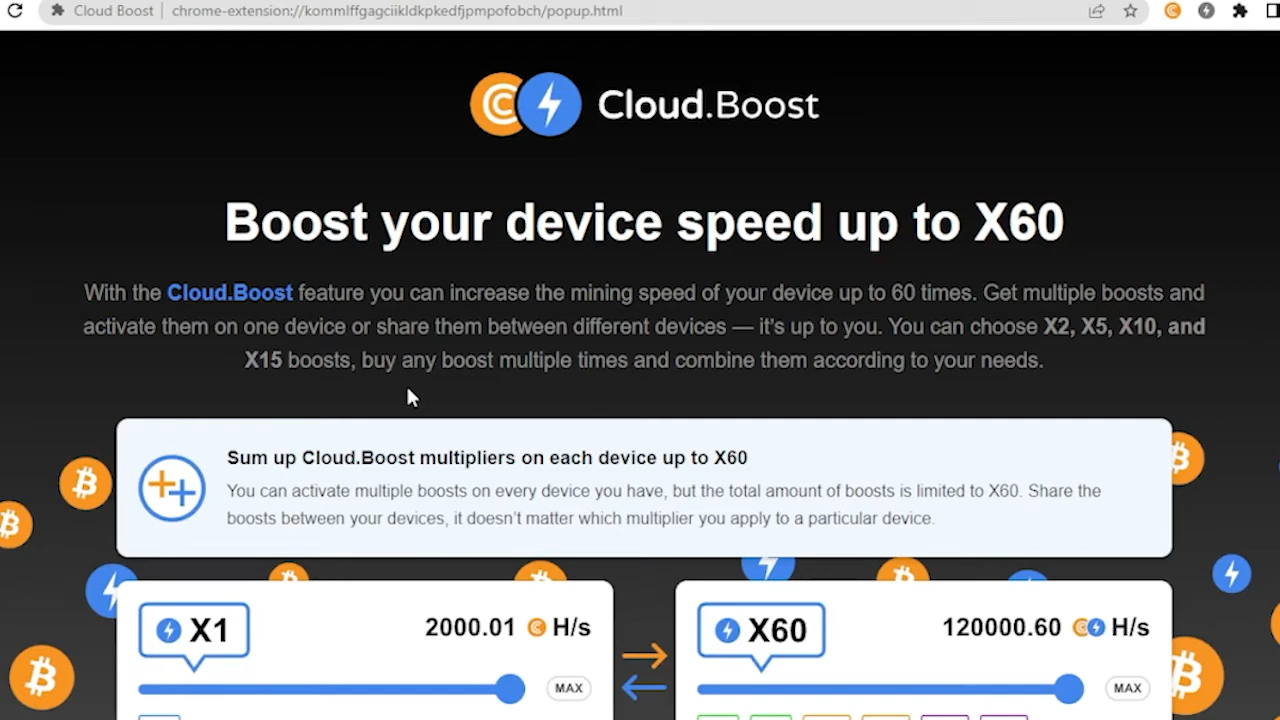 Cloud Boost | chrome-extension://kommlffgagciikldkpkedfjpmpofobch/popup.html
Cloud.Boost
Boost your device speed up to X60
With the Cloud.Boost feature you can increase the mining speed of your device up to 60 times. Get multiple boosts and
activate them on one device or share them between different devices — it's up to you. You can choose X2, X5, X10, and
X15 boosts, buy any boost multiple times and combine them according to your needs.
Sum up Cloud.Boost multipliers on each device up to X60
You can activate multiple boosts on every device you have, but the total amount of boosts is limited to X60. Share the
boosts between your devices, it doesn't matter which multiplier you apply to a particular device.
X1 2000.01 H/s
MAX
X60 120000.60 H/s
MAX